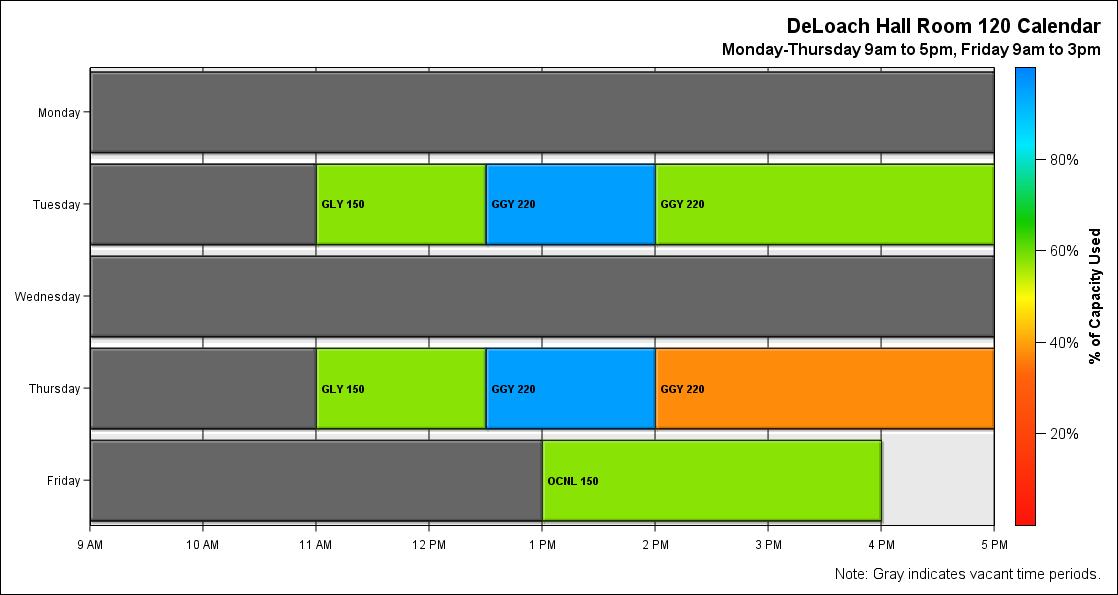 DeLoach Hall Room 120 Calendar
Monday-Thursday 9am to 5pm, Friday 9am to 3pm
Monday
Tuesday
GLY 150
GGY 220
GGY 220
Wednesday
Thursday
GLY 150
GGY 220
GGY 220
Friday
OCNL 150
9 AM
10 AM
11 AM
12 PM
1 PM
2 PM
3 PM
4 PM
5 PM
80%
60%
40%
20%
% of Capacity Used
Note: Gray indicates vacant time periods.